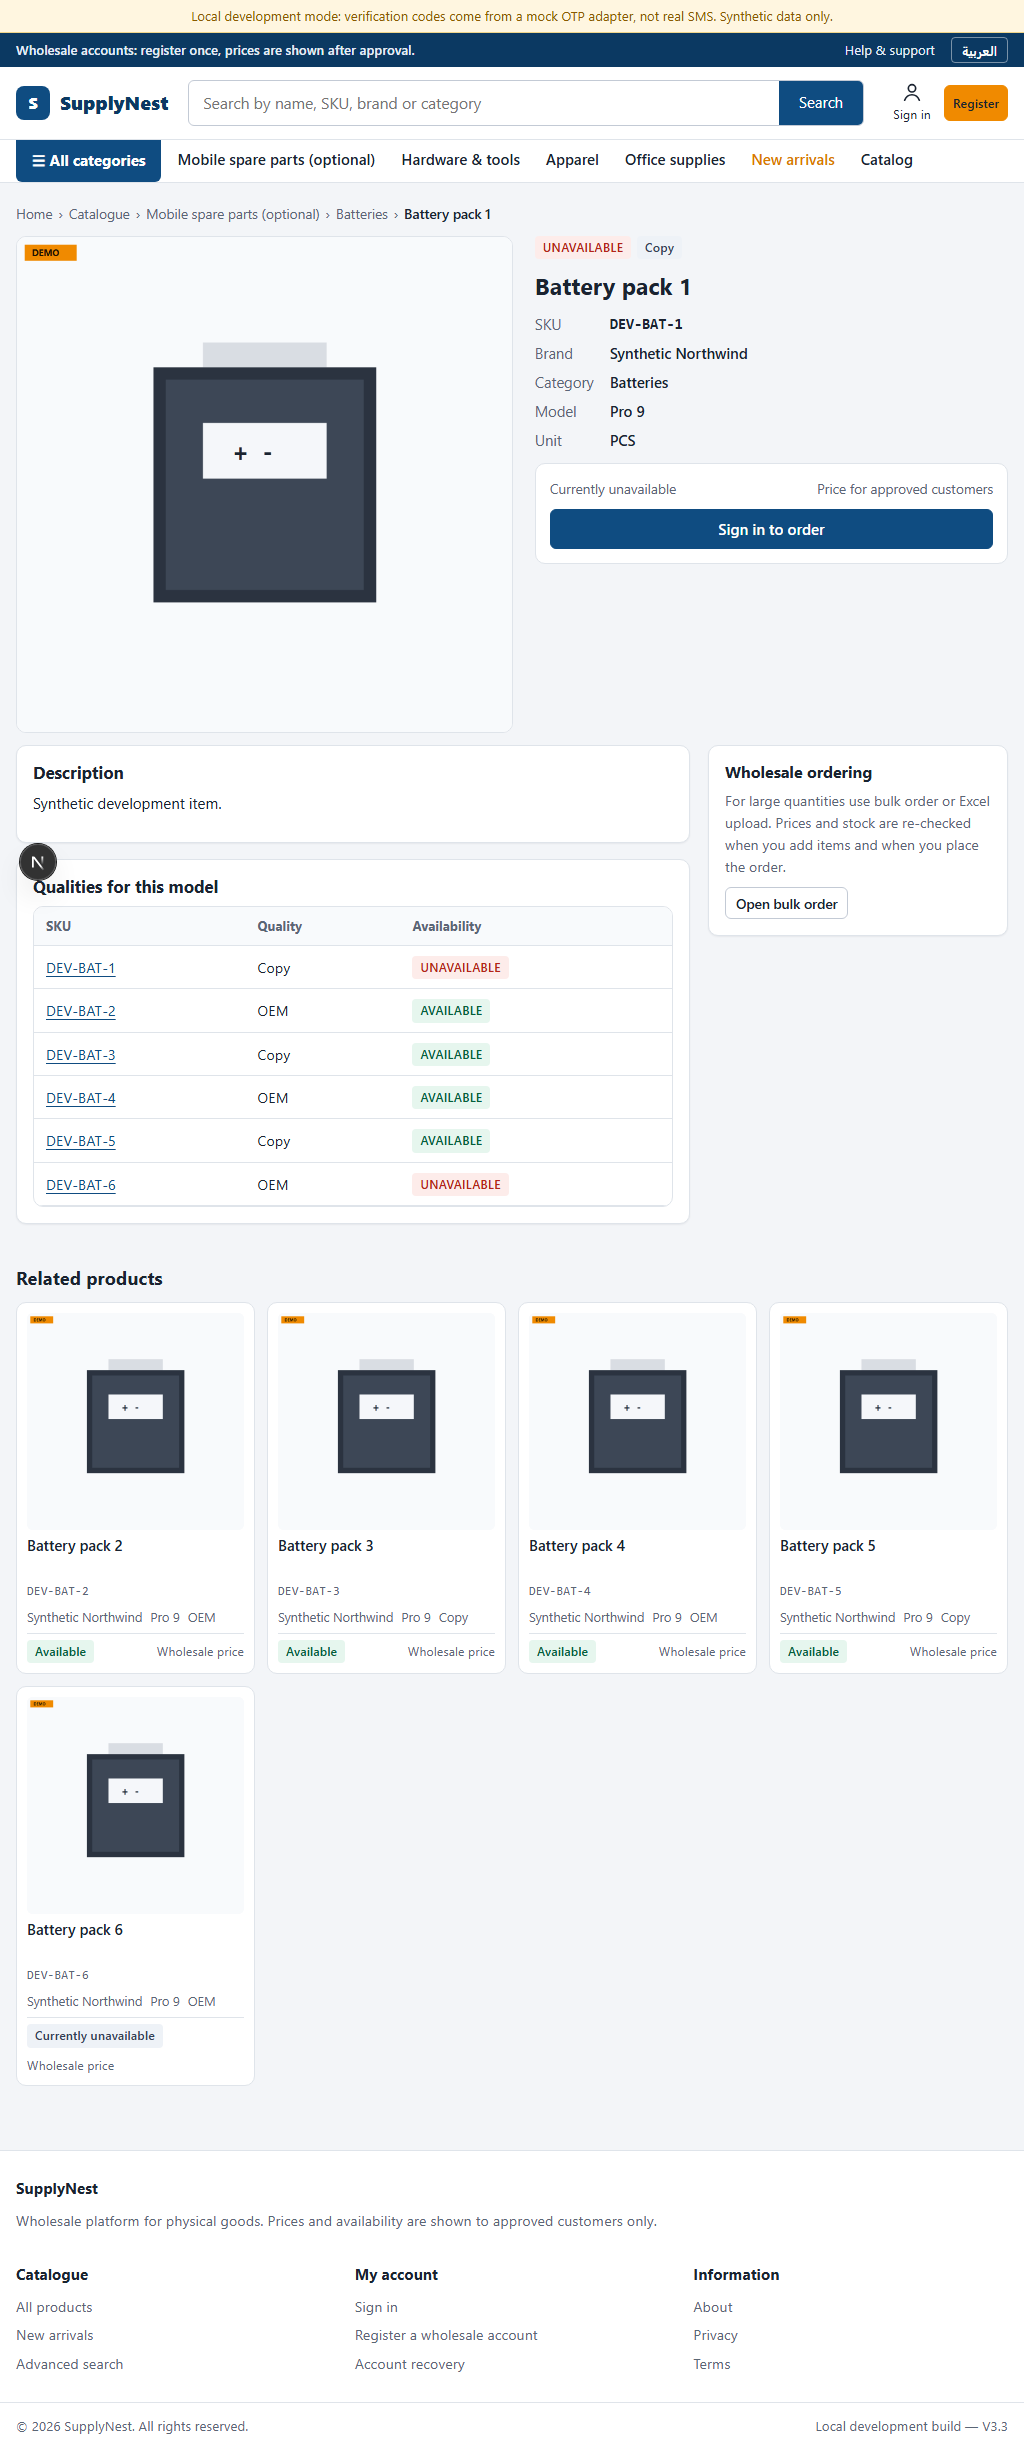 Local development mode: verification codes come from a mock OTP adapter, not real SMS. Synthetic data only.
Wholesale accounts: register once, prices are shown after approval.
Help & support
العربية
S SupplyNest
Search by name, SKU, brand or category
Search
Sign in
Register
☰ All categories
Mobile spare parts (optional)
Hardware & tools
Apparel
Office supplies
New arrivals
Catalog
Home › Catalogue › Mobile spare parts (optional) › Batteries › Battery pack 1
DEMO
+ -
UNAVAILABLE Copy
Battery pack 1
SKU DEV-BAT-1
Brand Synthetic Northwind
Category Batteries
Model Pro 9
Unit PCS
Currently unavailable Price for approved customers
Sign in to order
Description
Synthetic development item.
Wholesale ordering
For large quantities use bulk order or Excel
upload. Prices and stock are re-checked
when you add items and when you place
the order.
Open bulk order
N
Qualities for this model
SKU Quality Availability
DEV-BAT-1 Copy UNAVAILABLE
DEV-BAT-2 OEM AVAILABLE
DEV-BAT-3 Copy AVAILABLE
DEV-BAT-4 OEM AVAILABLE
DEV-BAT-5 Copy AVAILABLE
DEV-BAT-6 OEM UNAVAILABLE
Related products
DEMO
+ -
Battery pack 2
DEV-BAT-2
Synthetic Northwind Pro 9 OEM
Available Wholesale price
DEMO
+ -
Battery pack 3
DEV-BAT-3
Synthetic Northwind Pro 9 Copy
Available Wholesale price
DEMO
+ -
Battery pack 4
DEV-BAT-4
Synthetic Northwind Pro 9 OEM
Available Wholesale price
DEMO
+ -
Battery pack 5
DEV-BAT-5
Synthetic Northwind Pro 9 Copy
Available Wholesale price
DEMO
+ -
Battery pack 6
DEV-BAT-6
Synthetic Northwind Pro 9 OEM
Currently unavailable
Wholesale price
SupplyNest
Wholesale platform for physical goods. Prices and availability are shown to approved customers only.
Catalogue
All products
New arrivals
Advanced search
My account
Sign in
Register a wholesale account
Account recovery
Information
About
Privacy
Terms
© 2026 SupplyNest. All rights reserved.
Local development build — V3.3